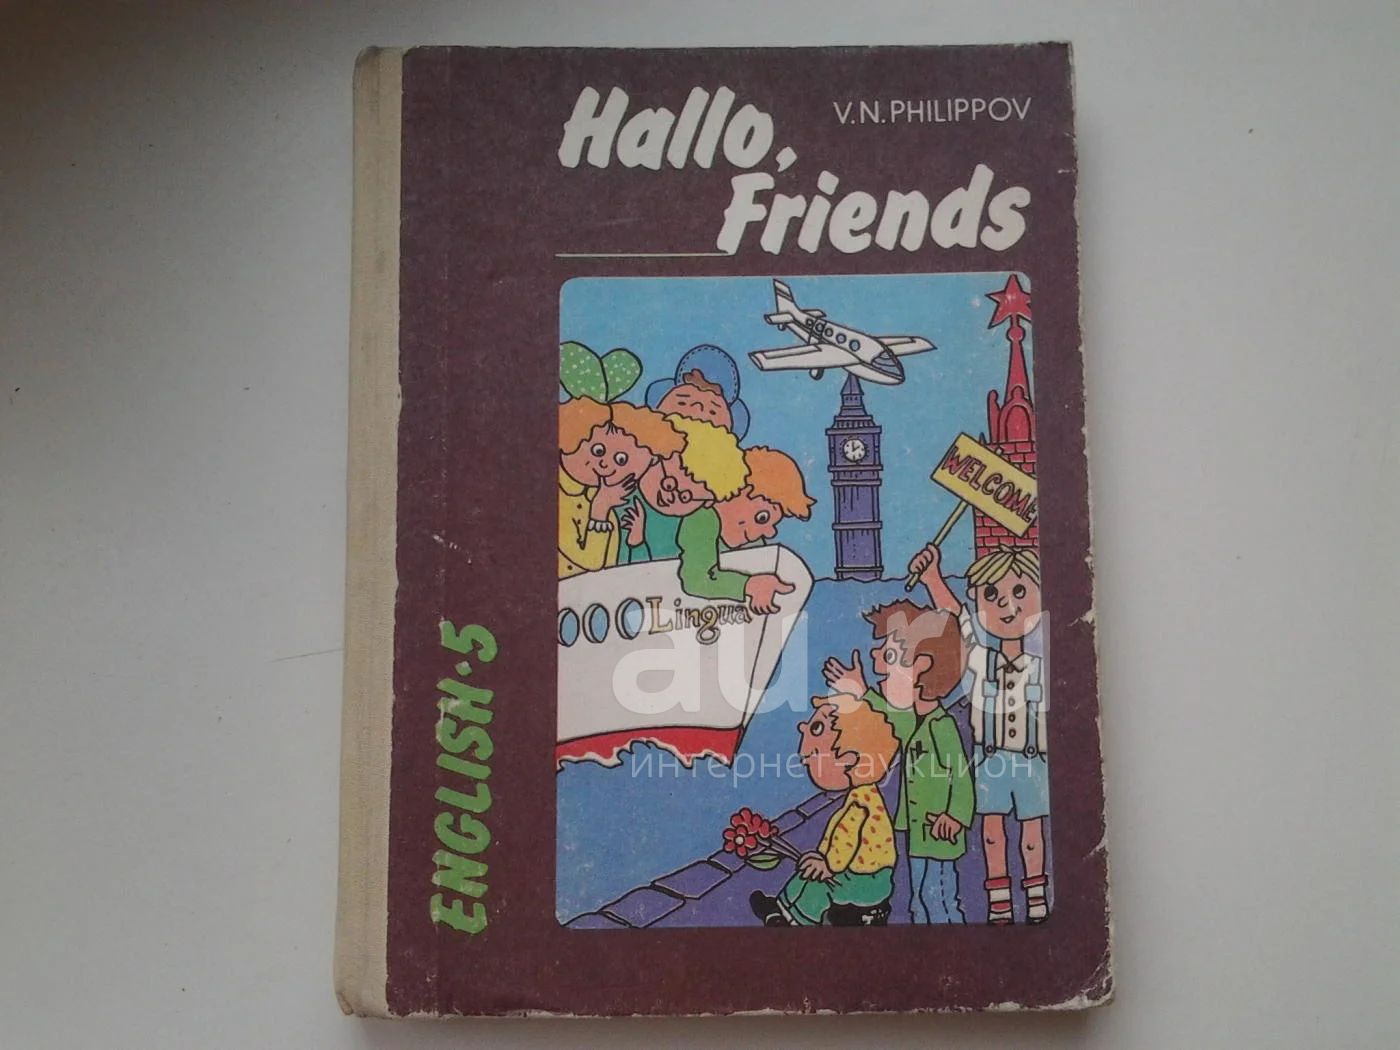 Hallo,
Friends
V.N.PHILIPPOV
WELCOME
Lingua
ENGLISH·5
au.ru
интернет-аукцион